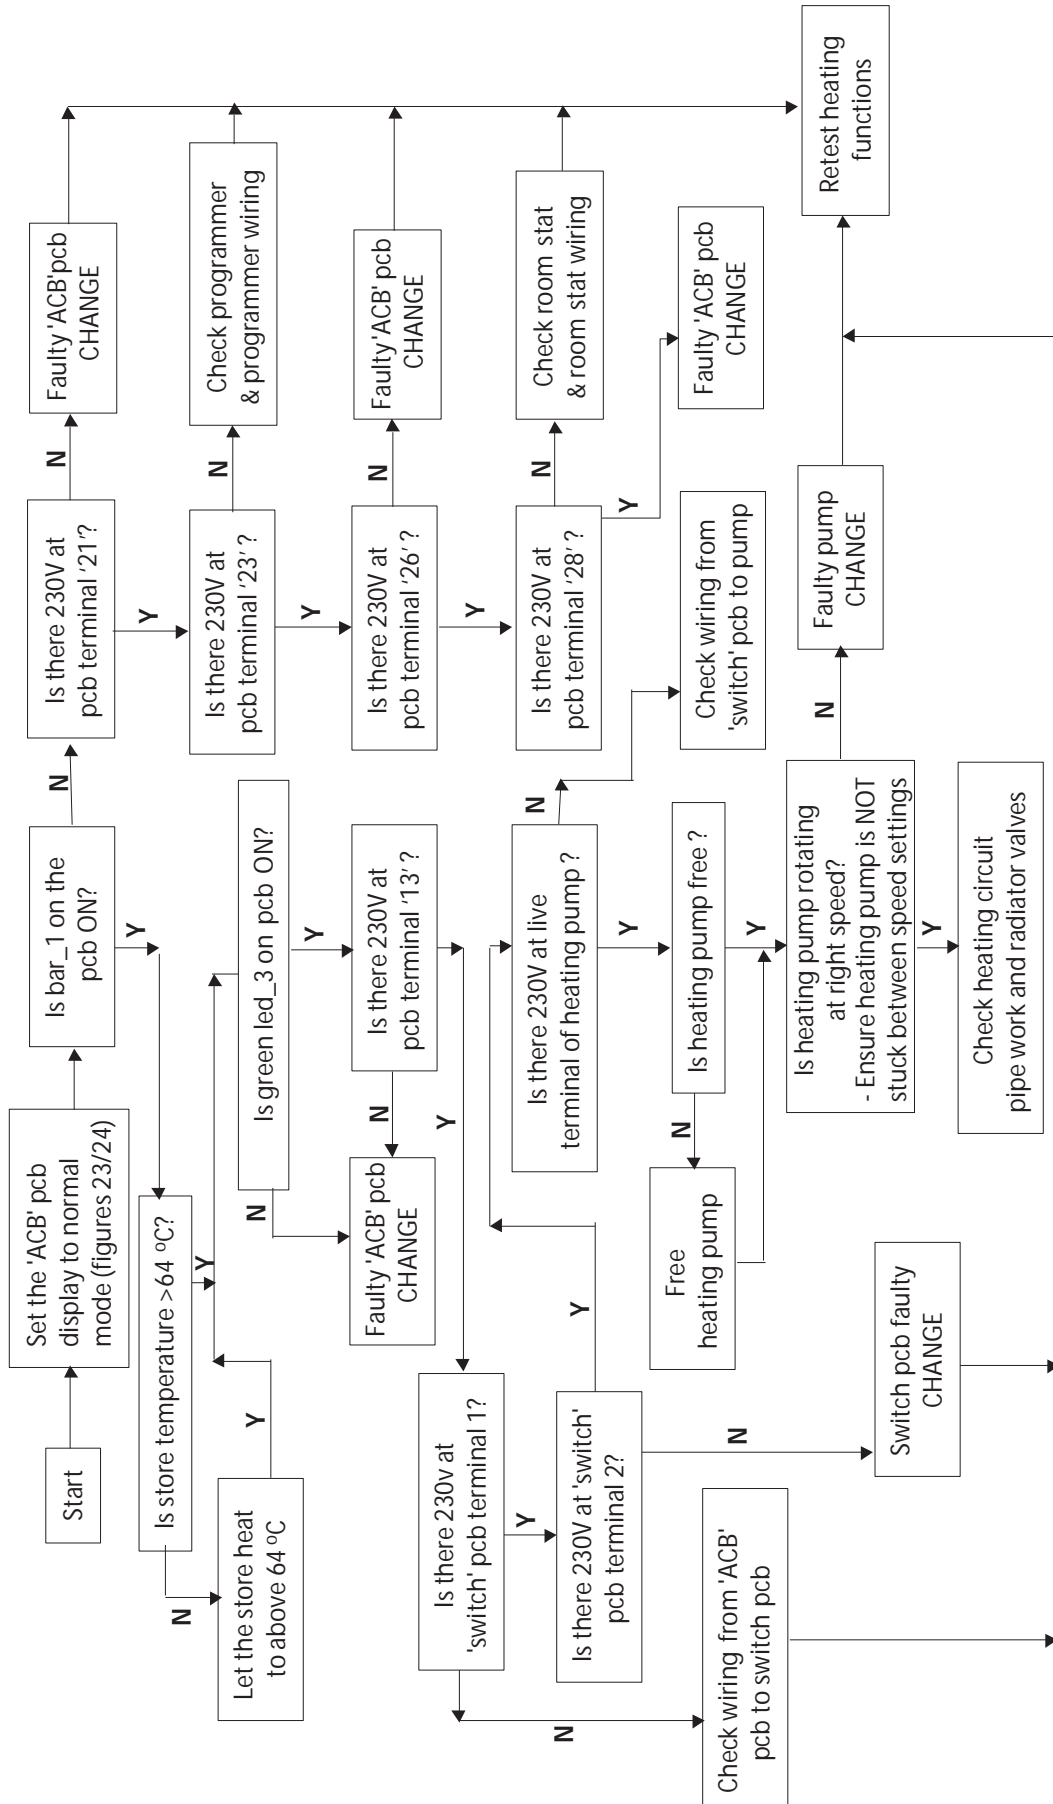 Start
Set the 'ACB' pcb
display to normal
mode (figures 23/24)
Is bar_1 on the
pcb ON?
N
Is there 230V at
pcb terminal '21'?
N
Faulty 'ACB'pcb
CHANGE
Y
Y
Is store temperature >64 ºC?
N
Y
Let the store heat
to above 64 ºC
Y
Is there 230V at
pcb terminal '23'?
N
Check programmer
& programmer wiring
Y
Is green led_3 on pcb ON?
N
Y
Faulty 'ACB' pcb
CHANGE
N
Is there 230V at
pcb terminal '13'?
Y
Is there 230V at
pcb terminal '26'?
N
Faulty 'ACB' pcb
CHANGE
Y
Is there 230v at
'switch' pcb terminal 1?
N
Y
Is there 230V at live
terminal of heating pump?
N
Y
Is there 230V at
pcb terminal '28'?
N
Check room stat
& room stat wiring
Y
Is there 230V at 'switch'
pcb terminal 2?
Y
N
Free
heating pump
N
Is heating pump free ?
Y
Check wiring from
'switch' pcb to pump
Faulty 'ACB' pcb
CHANGE
Check wiring from 'ACB'
pcb to switch pcb
Is heating pump rotating
at right speed?
- Ensure heating pump is NOT
stuck between speed settings
N
Y
Faulty pump
CHANGE
Retest heating
functions
Switch pcb faulty
CHANGE
Check heating circuit
pipe work and radiator valves